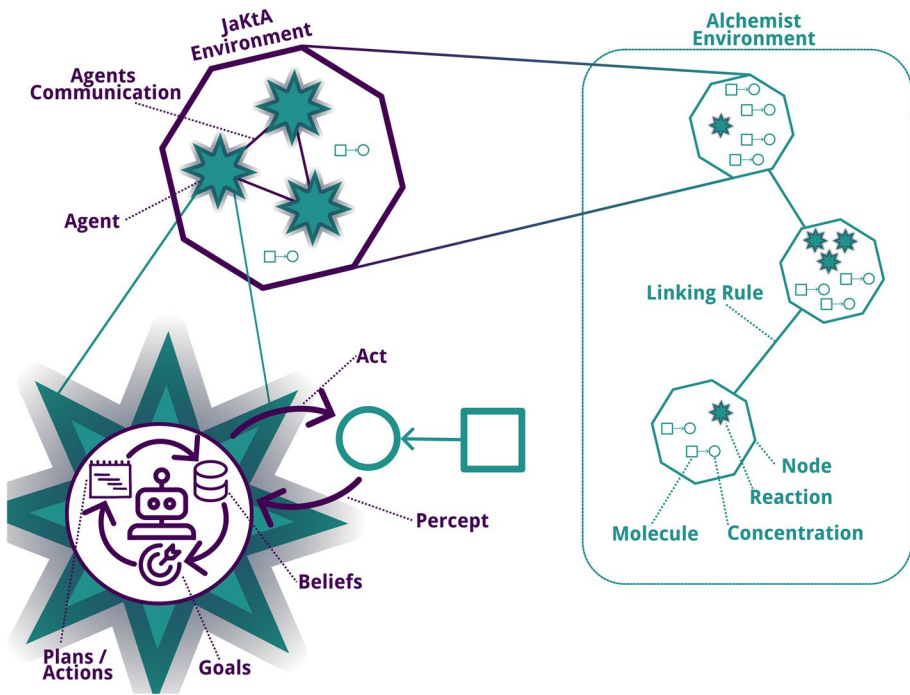 JaKtA
Environment
Alchemist
Environment
Agents
Communication
Agent
Linking Rule
Act
Node
Reaction
Percept
Molecule
Concentration
Beliefs
Plans /
Actions
Goals